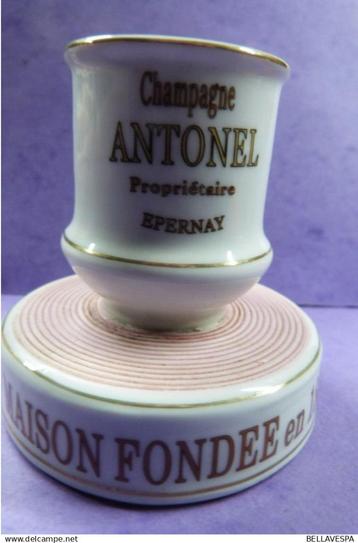 Champagne
ANTONEL
Propriétaire
EPERNAY
MAISON FONDEE en
BELLAVESPA